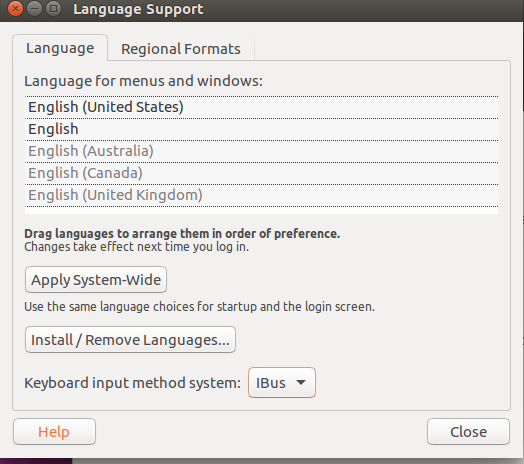 Language Support
Language
Regional Formats
Language for menus and windows:
English (United States)
English
English (Australia)
English (Canada)
English (United Kingdom)
Drag languages to arrange them in order of preference.
Changes take effect next time you log in.
Apply System-Wide
Use the same language choices for startup and the login screen.
Install / Remove Languages...
Keyboard input method system: IBus
Help
Close